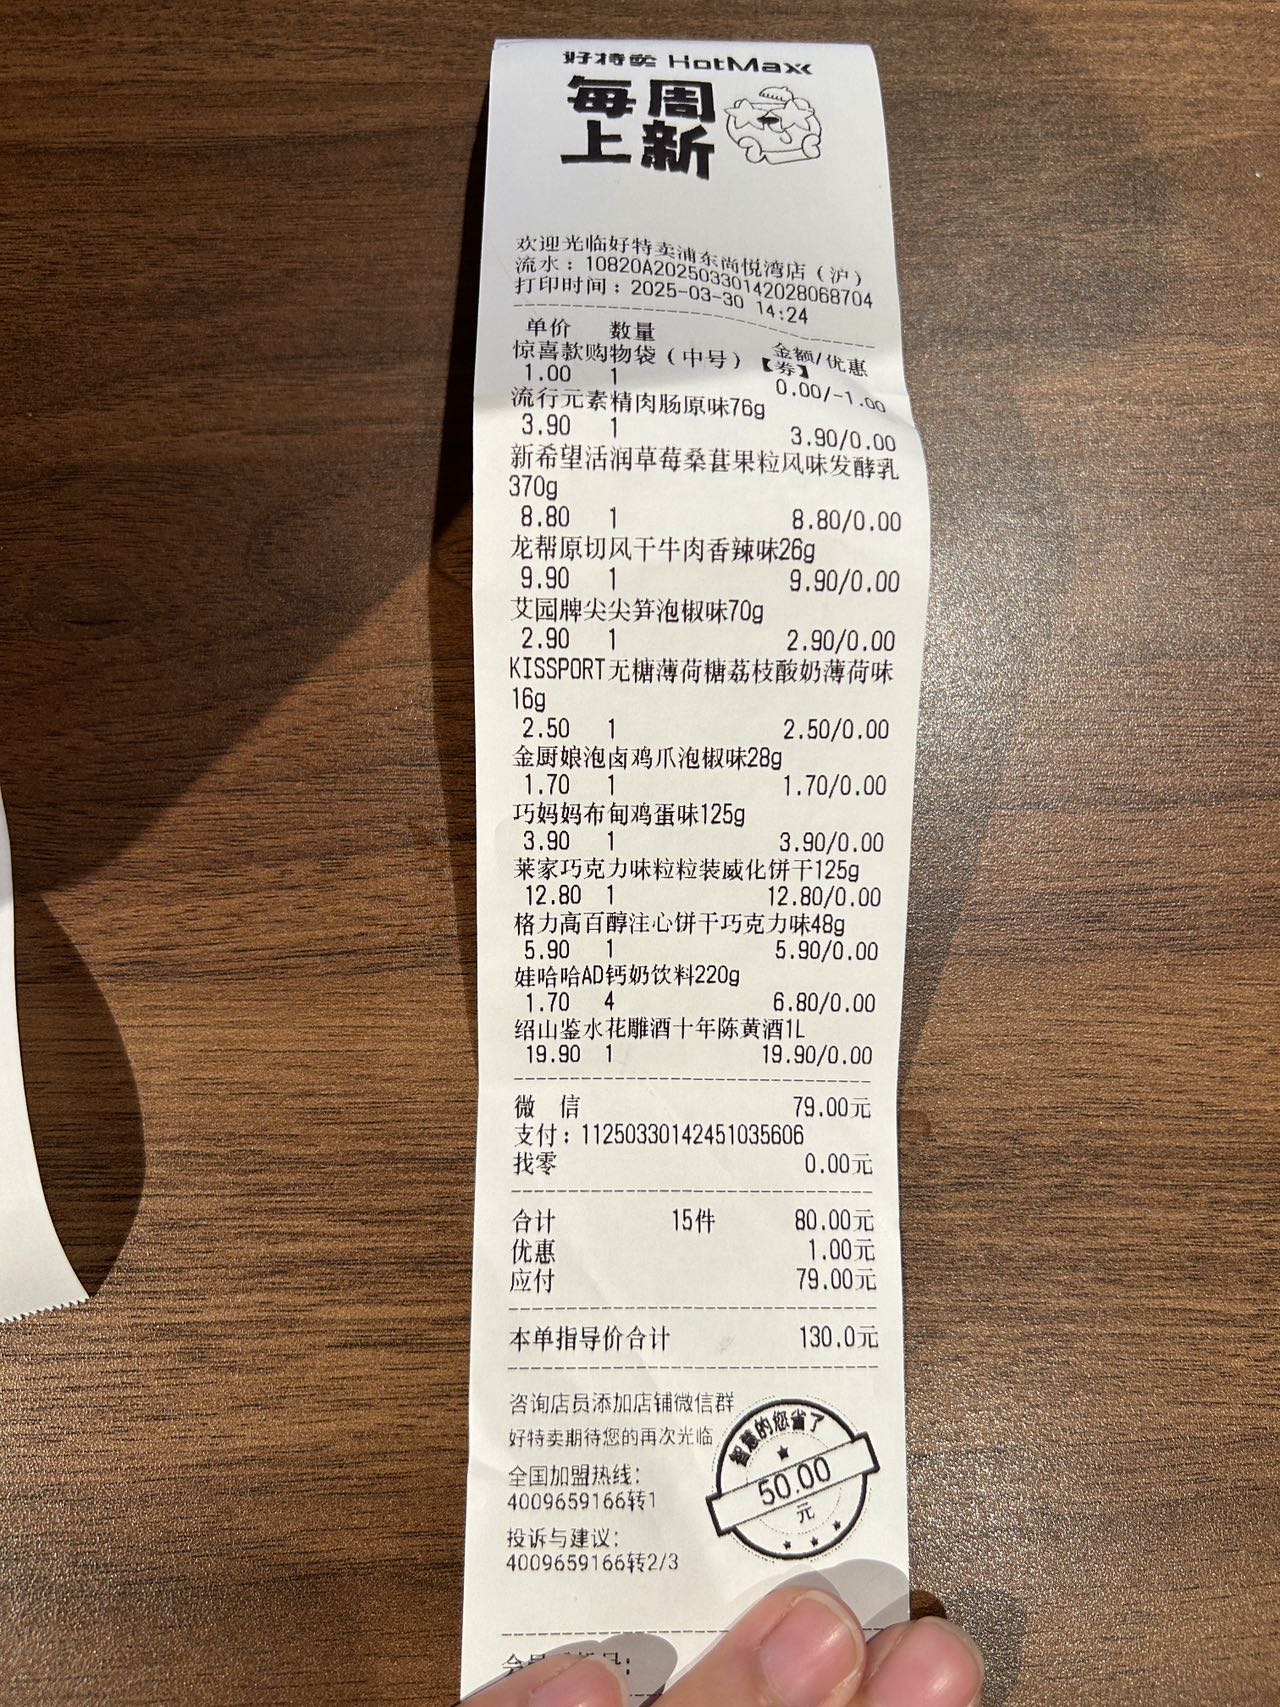 好特卖 HotMaxx
每周
上新
欢迎光临好特卖浦东尚悦湾店（沪）
流水：10820A20250330142028068704
打印时间：2025-03-30 14:24
单价 数量 金额/优惠
惊喜款购物袋（中号）【券】
1.00 1 0.00/-1.00
流行元素精肉肠原味76g
3.90 1 3.90/0.00
新希望活润草莓桑葚果粒风味发酵乳
370g
8.80 1 8.80/0.00
龙帮原切风干牛肉香辣味26g
9.90 1 9.90/0.00
艾园牌尖尖笋泡椒味70g
2.90 1 2.90/0.00
KISSPORT无糖薄荷糖荔枝酸奶薄荷味
16g
2.50 1 2.50/0.00
金厨娘泡卤鸡爪泡椒味28g
1.70 1 1.70/0.00
巧妈妈布甸鸡蛋味125g
3.90 1 3.90/0.00
莱家巧克力味粒粒装威化饼干125g
12.80 1 12.80/0.00
格力高百醇注心饼干巧克力味48g
5.90 1 5.90/0.00
娃哈哈AD钙奶饮料220g
1.70 4 6.80/0.00
绍山鉴水花雕酒十年陈黄酒1L
19.90 1 19.90/0.00
微 信 79.00元
支付：11250330142451035606
找零 0.00元
合计 15件 80.00元
优惠 1.00元
应付 79.00元
本单指导价合计 130.0元
咨询店员添加店铺微信群
好特卖期待您的再次光临
全国加盟热线：
4009659166转1
投诉与建议：
4009659166转2/3
智慧的您省了
50.00
元